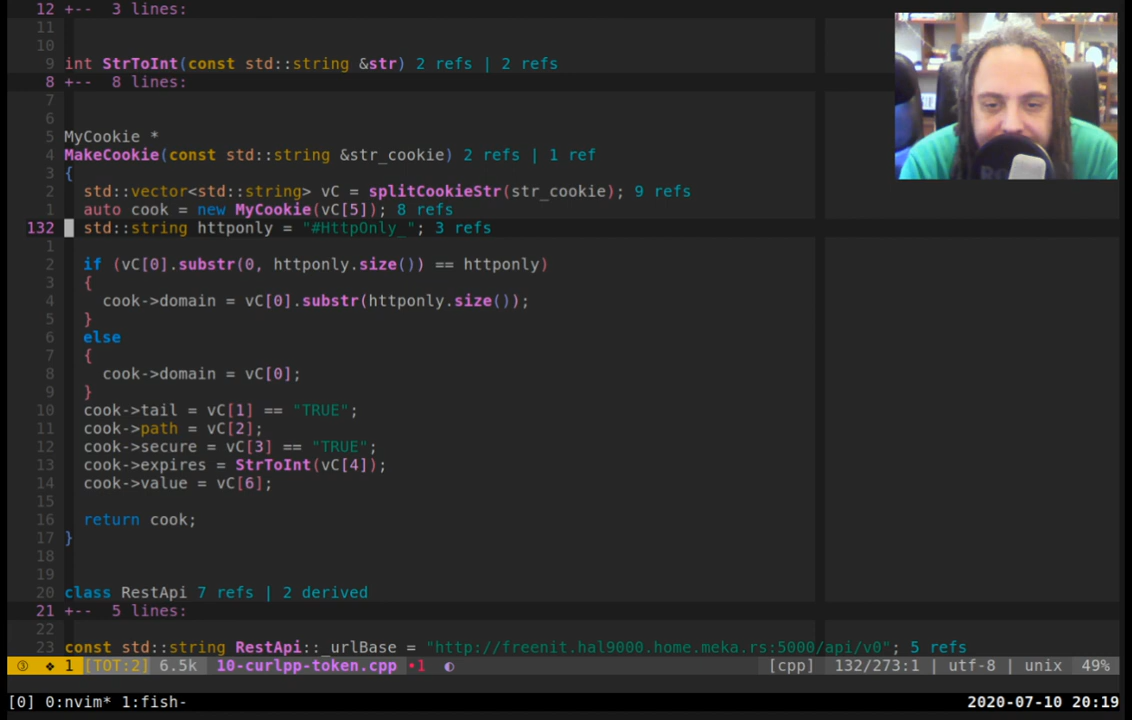 12 +--  3 lines:
11
10
9 int StrToInt(const std::string &str) 2 refs | 2 refs
8 +--  8 lines:
7
6
5 MyCookie *
4 MakeCookie(const std::string &str_cookie) 2 refs | 1 ref
3 {
2 std::vector<std::string> vC = splitCookieStr(str_cookie); 9 refs
1 auto cook = new MyCookie(vC[5]); 8 refs
132 std::string httponly = "#HttpOnly_"; 3 refs
1
2 if (vC[0].substr(0, httponly.size()) == httponly)
3 {
4 cook->domain = vC[0].substr(httponly.size());
5 }
6 else
7 {
8 cook->domain = vC[0];
9 }
10 cook->tail = vC[1] == "TRUE";
11 cook->path = vC[2];
12 cook->secure = vC[3] == "TRUE";
13 cook->expires = StrToInt(vC[4]);
14 cook->value = vC[6];
15
16 return cook;
17 }
18
19
20 class RestApi 7 refs | 2 derived
21 +--  5 lines:
22
23 const std::string RestApi::_urlBase = "http://freenit.hal9000.home.meka.rs:5000/api/v0"; 5 refs
③ ❖ 1 [TOT:2] 6.5k 10-curlpp-token.cpp •1 ◐ [cpp] 132/273:1 | utf-8 | unix 49%
[0] 0:nvim* 1:fish- 2020-07-10 20:19